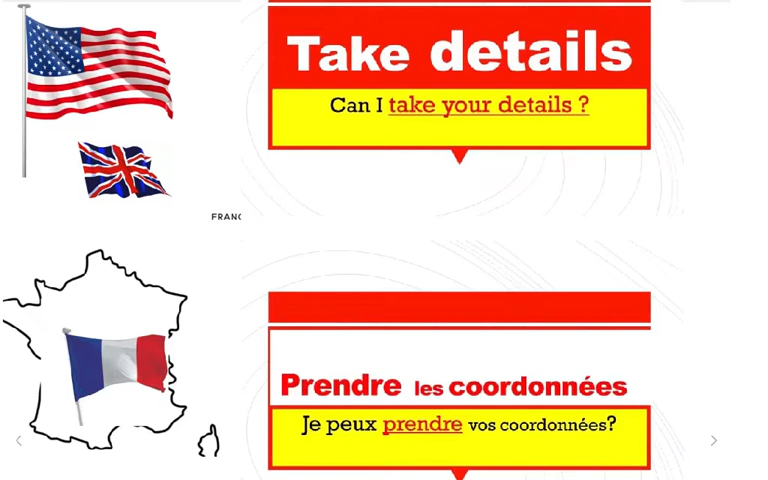 Take details
Can I take your details ?
FRANC
Prendre les coordonnées
Je peux prendre vos coordonnées?